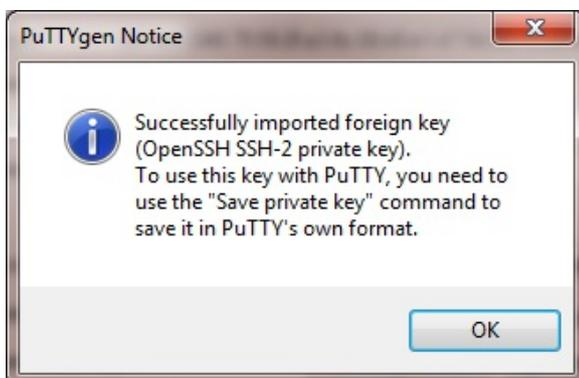 PuTTYgen Notice
Successfully imported foreign key
(OpenSSH SSH-2 private key).
To use this key with PuTTY, you need to
use the "Save private key" command to
save it in PuTTY's own format.
OK